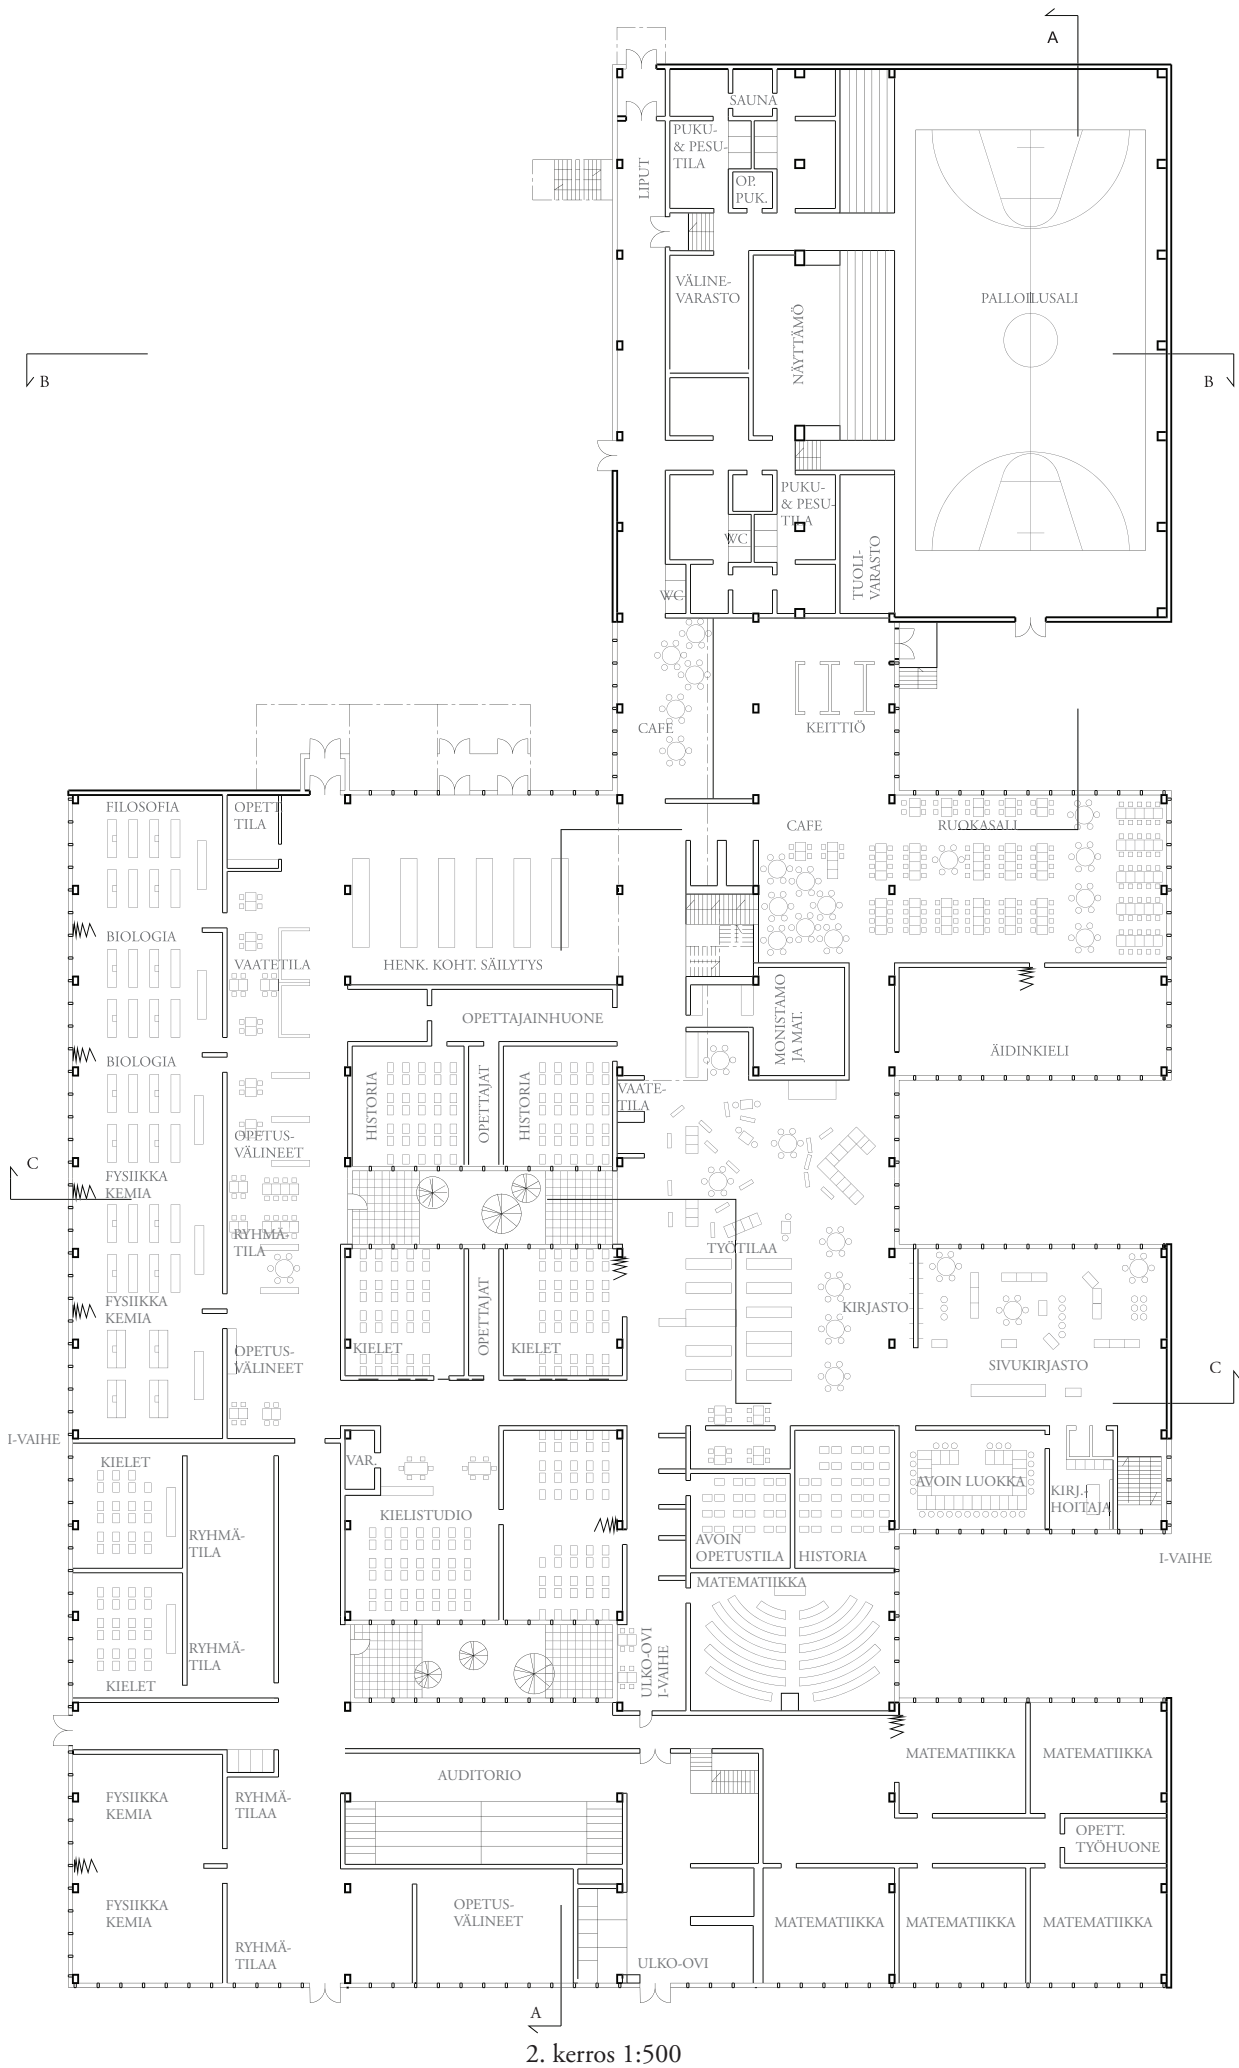 A
SAUNA
PUKU-
& PESU-
TILA
LIPUT
OP.
PUK.
VÄLINE-
VARASTO
PALLOILUSALI
NÄYTTÄMÖ
B
B
PUKU-
& PESU-
TILA
WC
TUOLI-
VARASTO
WC
CAFE
KEITTIÖ
FILOSOFIA
OPETT
TILA
CAFE
RUOKASALI
BIOLOGIA
VAATETILA
HENK. KOHT. SÄILYTYS
OPETTAJAINHUONE
MONISTAMO
JA MAT.
ÄIDINKIELI
BIOLOGIA
HISTORIA
OPETTAJAT
HISTORIA
VAATE-
TILA
OPETUS-
VÄLINEET
C
FYSIIKKA
KEMIA
RYHMÄ-
TILA
TYÖTILAA
FYSIIKKA
KEMIA
OPETTAJAT
KIRJASTO
OPETUS-
VÄLINEET
KIELET
KIELET
SIVUKIRJASTO
C
I-VAIHE
KIELET
VAR.
AVOIN LUOKKA
KIRJ.-
HOITAJA
KIELISTUDIO
RYHMÄ-
TILA
AVOIN
OPETUSTILA
HISTORIA
I-VAIHE
MATEMATIIKKA
RYHMÄ-
TILA
KIELET
ULKO-OVI
I-VAIHE
MATEMATIIKKA
MATEMATIIKKA
AUDITORIO
FYSIIKKA
KEMIA
RYHMÄ-
TILAA
OPETT.
TYÖHUONE
FYSIIKKA
KEMIA
OPETUS-
VÄLINEET
MATEMATIIKKA
MATEMATIIKKA
MATEMATIIKKA
RYHMÄ-
TILAA
ULKO-OVI
A
2. kerros 1:500